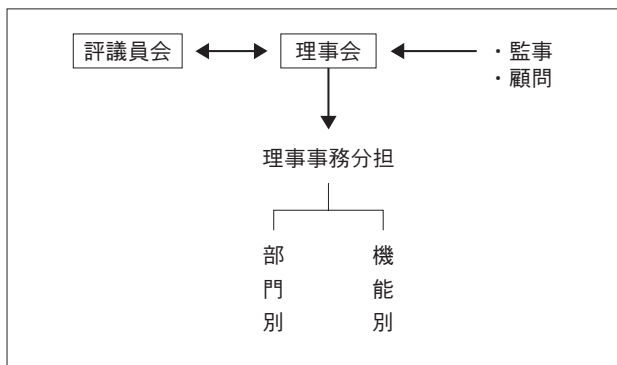 評議員会
理事会
・監事
・顧問
理事事務分担
部門別
機能別